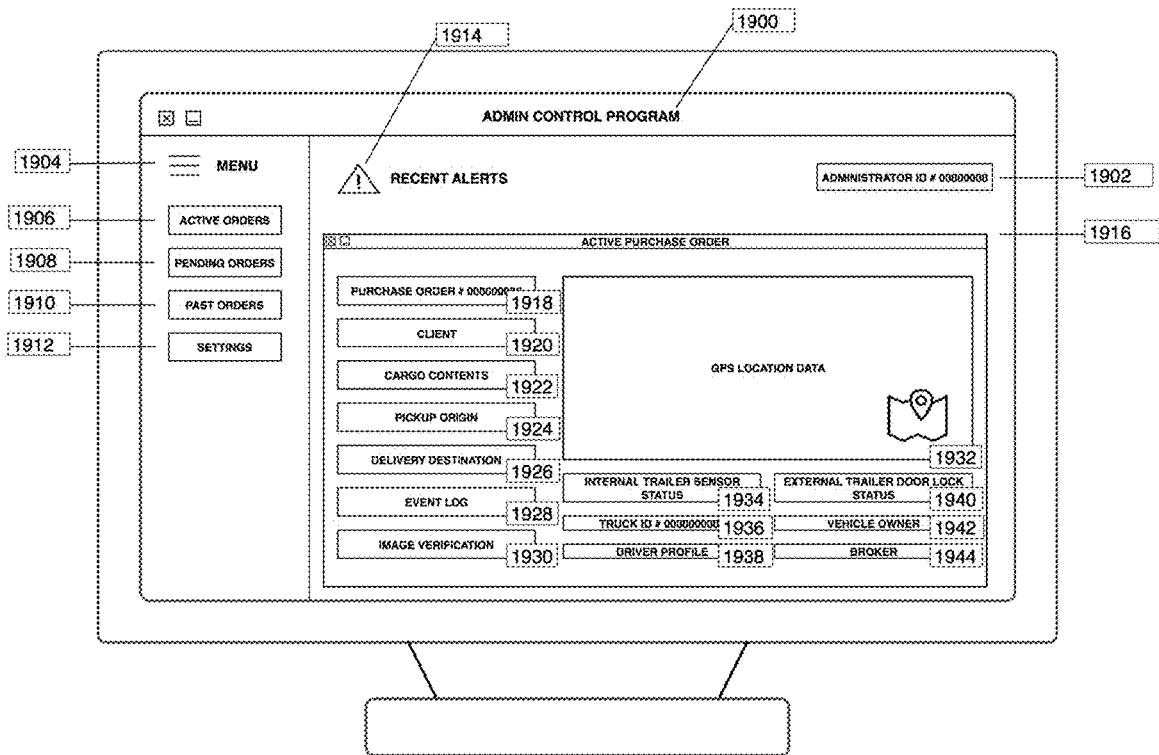 1914
1900
ADMIN CONTROL PROGRAM
1904
MENU
! RECENT ALERTS
ADMINISTRATOR ID # 00000000
1902
1906
ACTIVE ORDERS
1916
ACTIVE PURCHASE ORDER
1908
PENDING ORDERS
1910
PAST ORDERS
1912
SETTINGS
PURCHASE ORDER # 000000000
1918
CLIENT
1920
CARGO CONTENTS
1922
PICKUP ORIGIN
1924
DELIVERY DESTINATION
1926
EVENT LOG
1928
IMAGE VERIFICATION
1930
GPS LOCATION DATA
1932
INTERNAL TRAILER SENSOR
STATUS
1934
EXTERNAL TRAILER DOOR LOCK
STATUS
1940
TRUCK ID # 000000000
1936
VEHICLE OWNER
1942
DRIVER PROFILE
1938
BROKER
1944